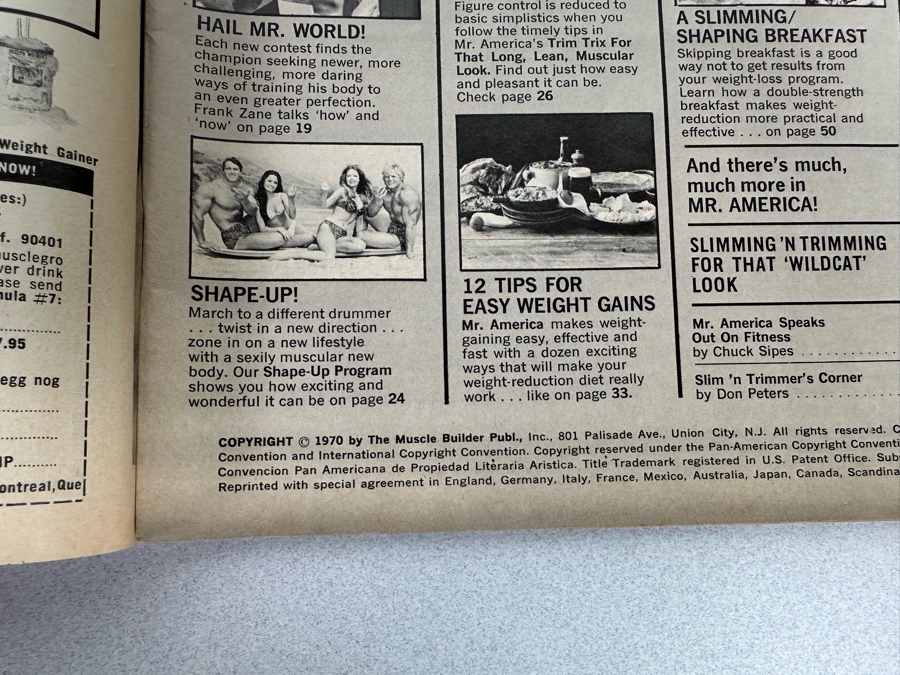 Weight Gainer
NOW!
es:)
f. 90401
usclegro
ver drink
ase send
nula #7:
7.95
egg nog
IP..........
ontreal, Que
HAIL MR. WORLD!
Each new contest finds the
champion seeking newer, more
challenging, more daring
ways of training his body to
an even greater perfection.
Frank Zane talks 'how' and
'now' on page 19
SHAPE-UP!
March to a different drummer
. . . twist in a new direction . . .
zone in on a new lifestyle
with a sexily muscular new
body. Our Shape-Up Program
shows you how exciting and
wonderful it can be on page 24
Figure control is reduced to
basic simplistics when you
follow the timely tips in
Mr. America's Trim Trix For
That Long, Lean, Muscular
Look. Find out just how easy
and pleasant it can be.
Check page 26
12 TIPS FOR
EASY WEIGHT GAINS
Mr. America makes weight-
gaining easy, effective and
fast with a dozen exciting
ways that will make your
weight-reduction diet really
work . . . like on page 33.
A SLIMMING/
SHAPING BREAKFAST
Skipping breakfast is a good
way not to get results from
your weight-loss program.
Learn how a double-strength
breakfast makes weight-
reduction more practical and
effective . . . on page 50
And there's much,
much more in
MR. AMERICA!
SLIMMING 'N TRIMMING
FOR THAT 'WILDCAT'
LOOK
Mr. America Speaks
Out On Fitness
by Chuck Sipes . . . . . . . . . . .
Slim 'n Trimmer's Corner
by Don Peters . . . . . . . . . . . .
COPYRIGHT © 1970 by The Muscle Builder Publ., Inc., 801 Palisade Ave., Union City, N.J. All rights reserved. C
Convention and International Copyright Convention. Copyright reserved under the Pan-American Copyright Conventi
Convencion Pan Americana de Propiedad Literaria Aristica. Title Trademark registered in U.S. Patent Office. Sub
Reprinted with special agreement in England, Germany, Italy, France, Mexico, Australia, Japan, Canada, Scandina